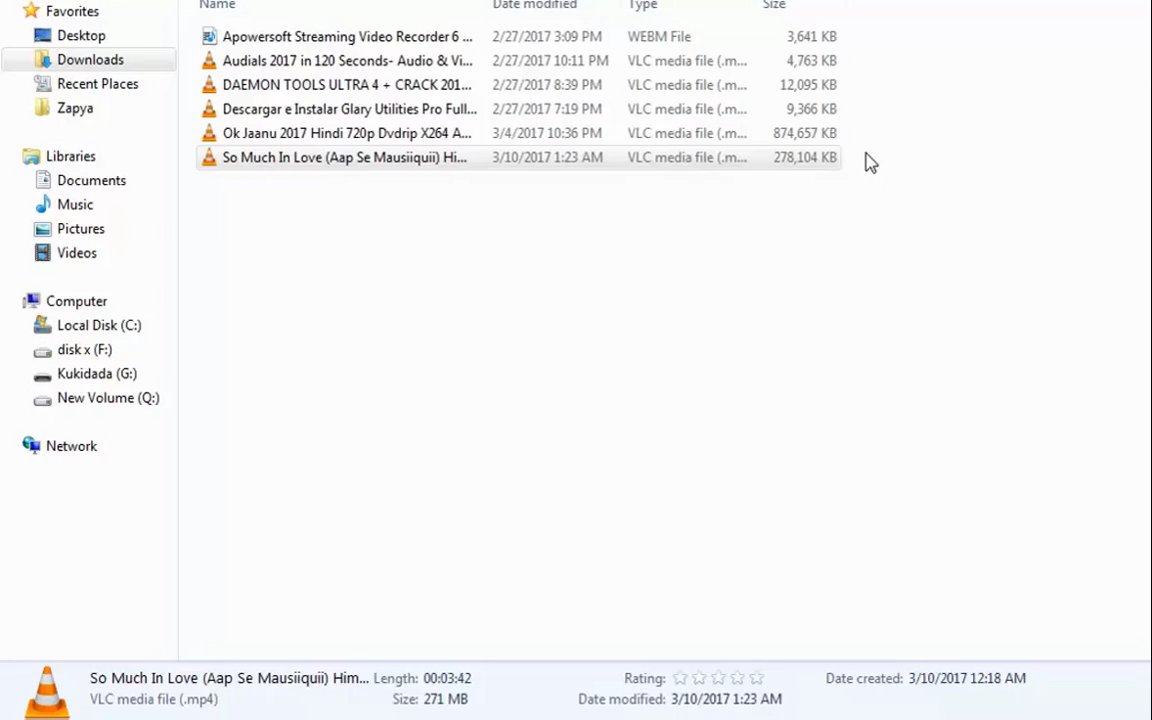 Favorites
Desktop
Downloads
Recent Places
Zapya
Libraries
Documents
Music
Pictures
Videos
Computer
Local Disk (C:)
disk x (F:)
Kukidada (G:)
New Volume (Q:)
Network
Name Date modified Type Size
Apowersoft Streaming Video Recorder 6 ... 2/27/2017 3:09 PM WEBM File 3,641 KB
Audials 2017 in 120 Seconds- Audio & Vi... 2/27/2017 10:11 PM VLC media file (.m... 4,763 KB
DAEMON TOOLS ULTRA 4 + CRACK 201... 2/27/2017 8:39 PM VLC media file (.m... 12,095 KB
Descargar e Instalar Glary Utilities Pro Full... 2/27/2017 7:19 PM VLC media file (.m... 9,366 KB
Ok Jaanu 2017 Hindi 720p Dvdrip X264 A... 3/4/2017 10:36 PM VLC media file (.m... 874,657 KB
So Much In Love (Aap Se Mausiiquii) Hi... 3/10/2017 1:23 AM VLC media file (.m... 278,104 KB
So Much In Love (Aap Se Mausiiquii) Him... Length: 00:03:42 Rating: Date created: 3/10/2017 12:18 AM
VLC media file (.mp4) Size: 271 MB Date modified: 3/10/2017 1:23 AM